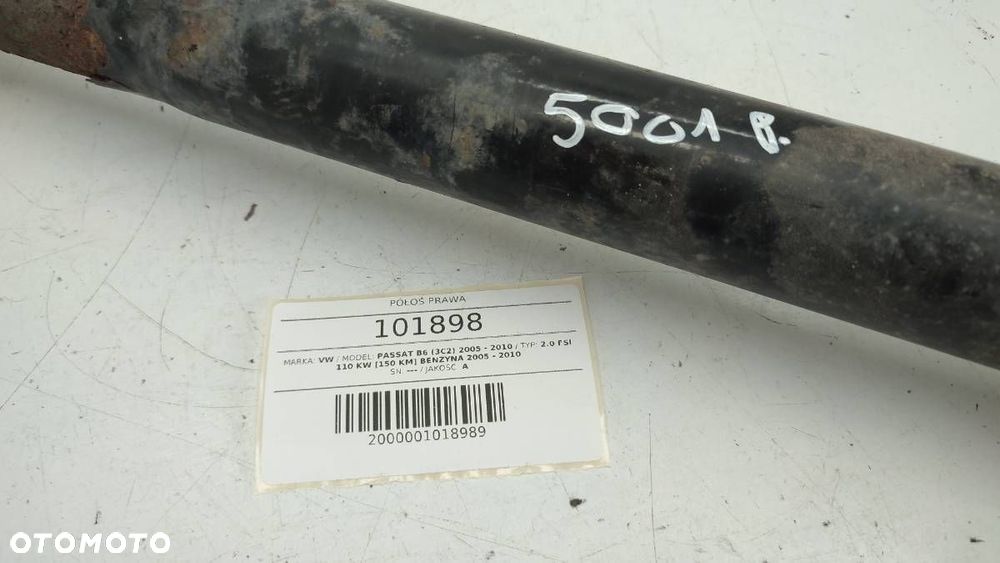 5001 B.
PÓŁOŚ PRAWA
101898
MARKA: VW / MODEL: PASSAT B6 (3C2) 2005 - 2010 / TYP: 2.0 FSI
110 KW [150 KM] BENZYNA 2005 - 2010
SN: --- / JAKOŚĆ: A
2000001018989
OTOMOTO